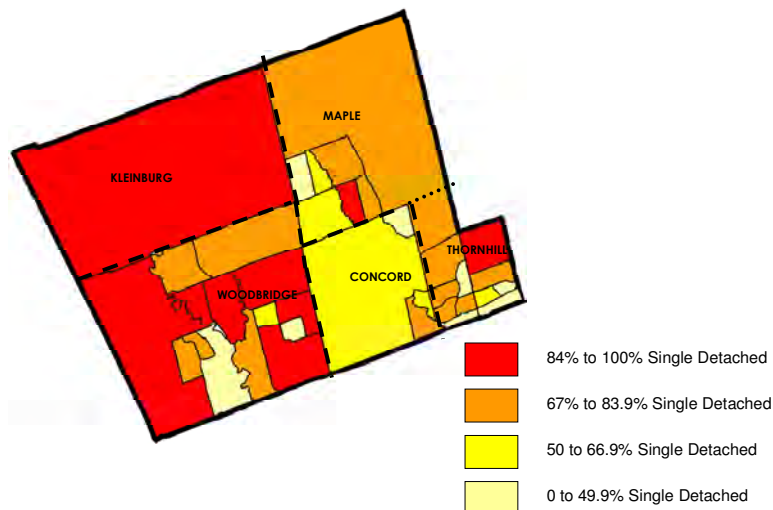 MAPLE
KLEINBURG
THORNHILL
CONCORD
WOODBRIDGE
84% to 100% Single Detached
67% to 83.9% Single Detached
50 to 66.9% Single Detached
0 to 49.9% Single Detached